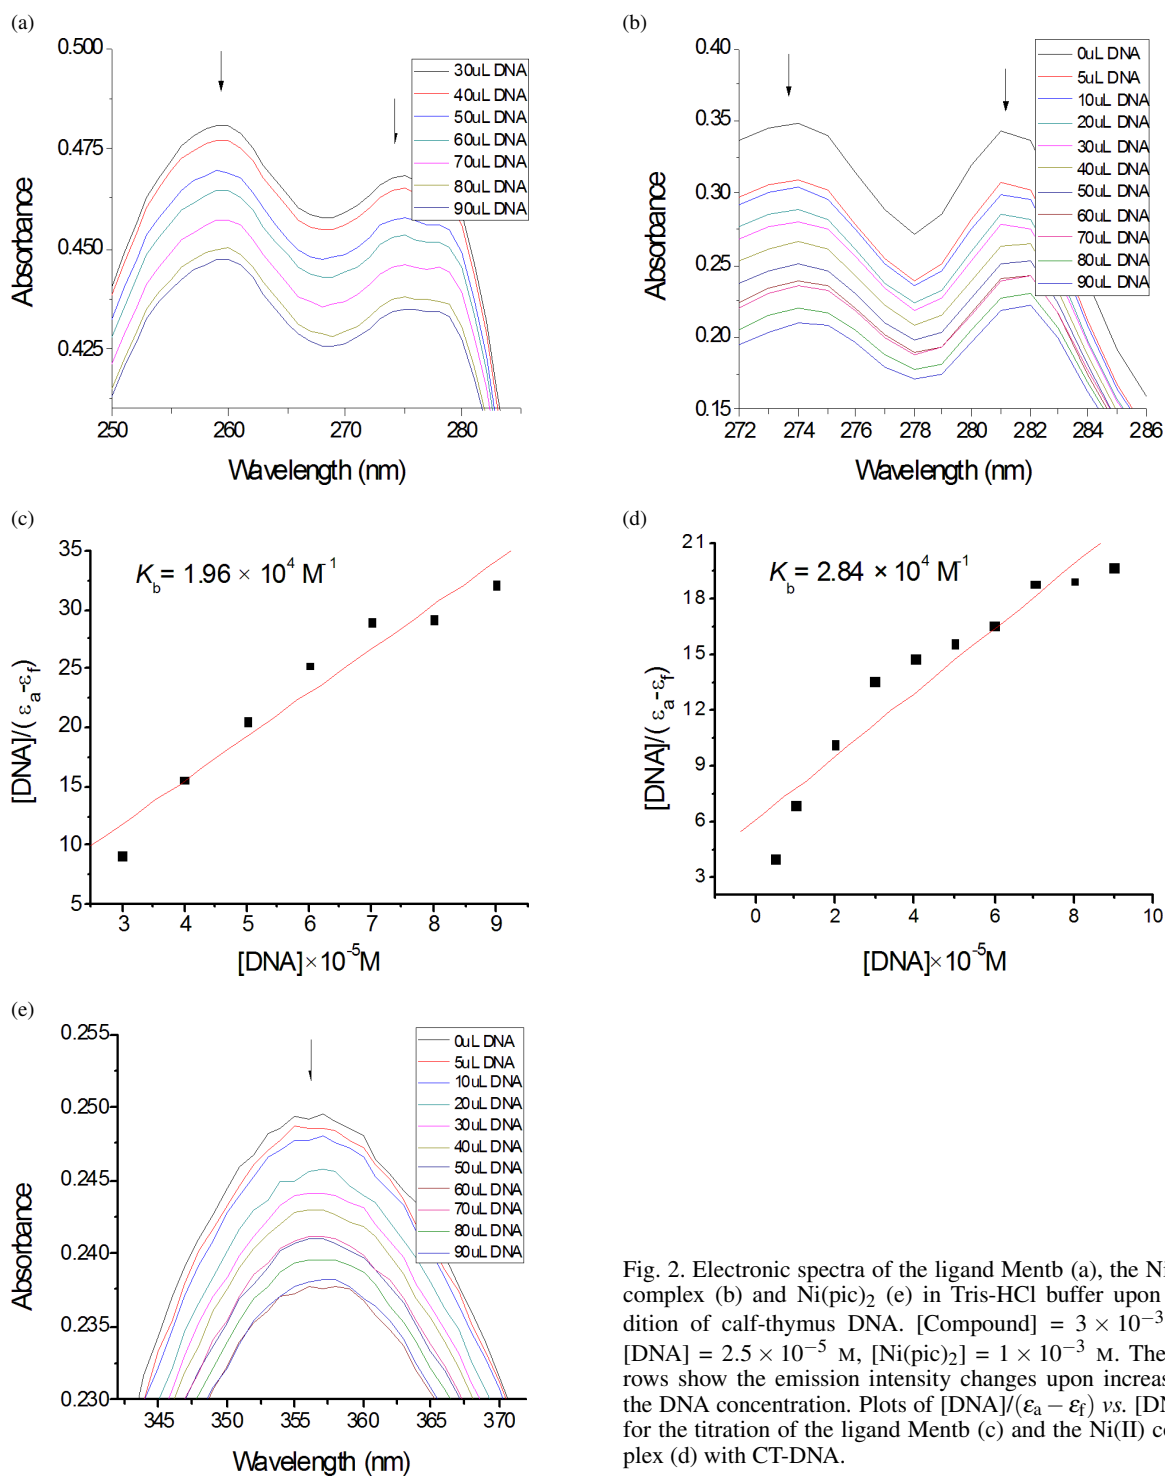 (a)
0.500
0.475
0.450
0.425
Absorbance
250 260 270 280
Wavelength (nm)
30uL DNA
40uL DNA
50uL DNA
60uL DNA
70uL DNA
80uL DNA
90uL DNA
(b)
0.40
0.35
0.30
0.25
0.20
0.15
Absorbance
272 274 276 278 280 282 284 286
Wavelength (nm)
0uL DNA
5uL DNA
10uL DNA
20uL DNA
30uL DNA
40uL DNA
50uL DNA
60uL DNA
70uL DNA
80uL DNA
90uL DNA
(c)
35
30
25
20
15
10
5
[DNA]/( εa-εf)
K_b = 1.96 × 10⁴ M⁻¹
3 4 5 6 7 8 9
[DNA]×10⁻⁵M
(d)
21
18
15
12
9
6
3
[DNA]/( εa-εf)
K_b = 2.84 × 10⁴ M⁻¹
0 2 4 6 8 10
[DNA]×10⁻⁵M
(e)
0.255
0.250
0.245
0.240
0.235
0.230
Absorbance
345 350 355 360 365 370
Wavelength (nm)
0uL DNA
5uL DNA
10uL DNA
20uL DNA
30uL DNA
40uL DNA
50uL DNA
60uL DNA
70uL DNA
80uL DNA
90uL DNA
Fig. 2. Electronic spectra of the ligand Mentb (a), the Ni
complex (b) and Ni(pic)₂ (e) in Tris-HCl buffer upon
dition of calf-thymus DNA. [Compound] = 3 × 10⁻³
[DNA] = 2.5 × 10⁻⁵ M, [Ni(pic)₂] = 1 × 10⁻³ M. The
rows show the emission intensity changes upon increas
the DNA concentration. Plots of [DNA]/(εa − εf) vs. [DN
for the titration of the ligand Mentb (c) and the Ni(II) co
plex (d) with CT-DNA.